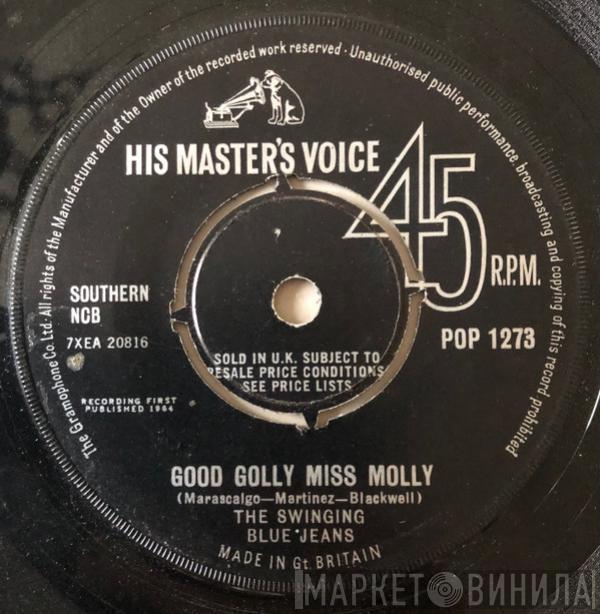 The Gramophone Co. Ltd. · All rights of the Manufacturer and of the Owner of the recorded work reserved · Unauthorised public performance broadcasting and copying of this record prohibited
HIS MASTER'S VOICE
45
R.P.M.
SOUTHERN
NCB
7XEA 20816
POP 1273
SOLD IN U.K. SUBJECT TO
RESALE PRICE CONDITIONS
SEE PRICE LISTS
RECORDING FIRST
PUBLISHED 1964
GOOD GOLLY MISS MOLLY
(Marascalgo—Martinez—Blackwell)
THE SWINGING
BLUE JEANS
MADE IN Gt. BRITAIN
МАРКЕТ ВИНИЛА